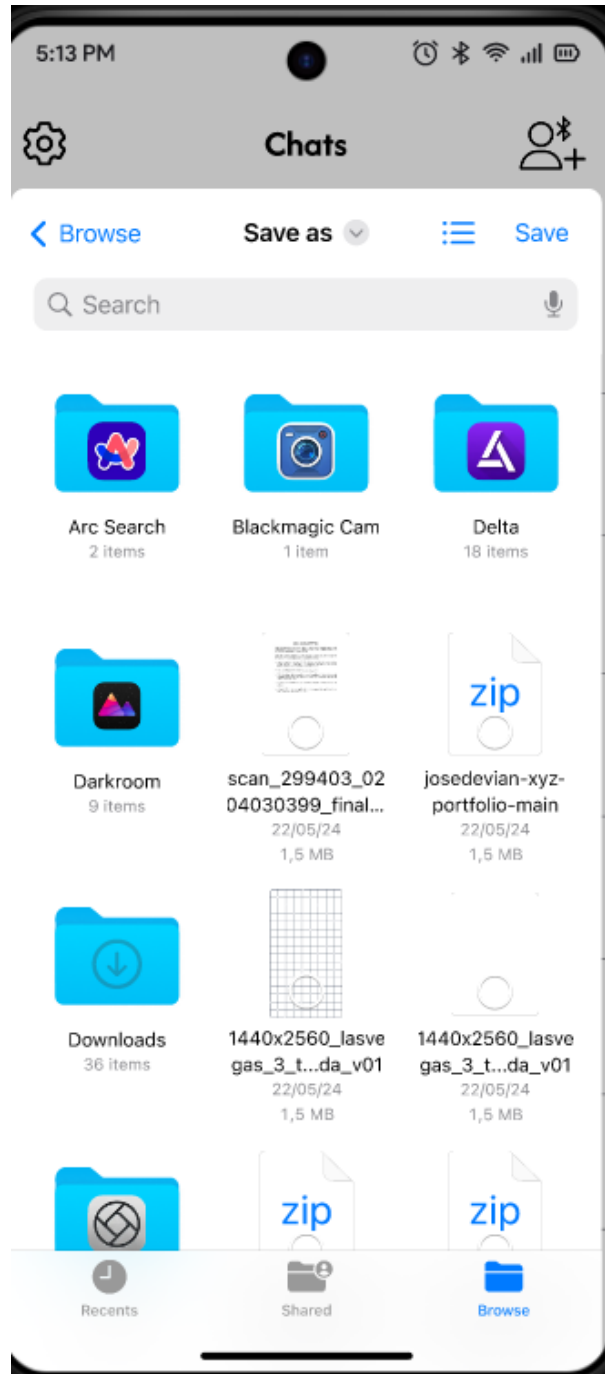 5:13 PM
Chats
Browse
Save as
Save
Search
Arc Search
2 items
Blackmagic Cam
1 item
Delta
18 items
Darkroom
9 items
scan_299403_02
04030399_final...
22/05/24
1,5 MB
zip
josedevian-xyz-
portfolio-main
22/05/24
1,5 MB
Downloads
36 items
1440x2560_lasve
gas_3_t...da_v01
22/05/24
1,5 MB
1440x2560_lasve
gas_3_t...da_v01
22/05/24
1,5 MB
zip
zip
Recents
Shared
Browse